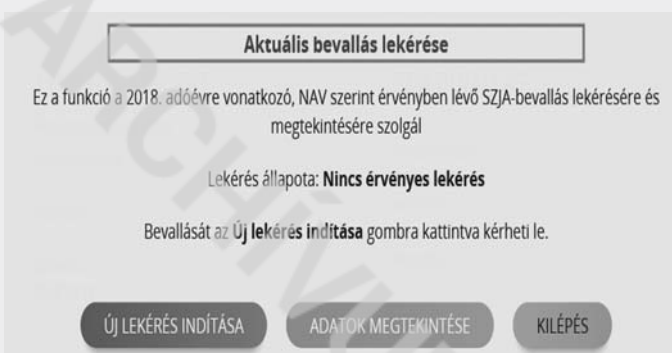 Aktuális bevallás lekérése
Ez a funkció a 2018. adóévre vonatkozó, NAV szerint érvényben lévő SZJA-bevallás lekérésére és
megtekintésére szolgál
Lekérés állapota: Nincs érvényes lekérés
Bevallását az Új lekérés indítása gombra kattintva kérheti le.
ÚJ LEKÉRÉS INDÍTÁSA ADATOK MEGTEKINTÉSE KILÉPÉS